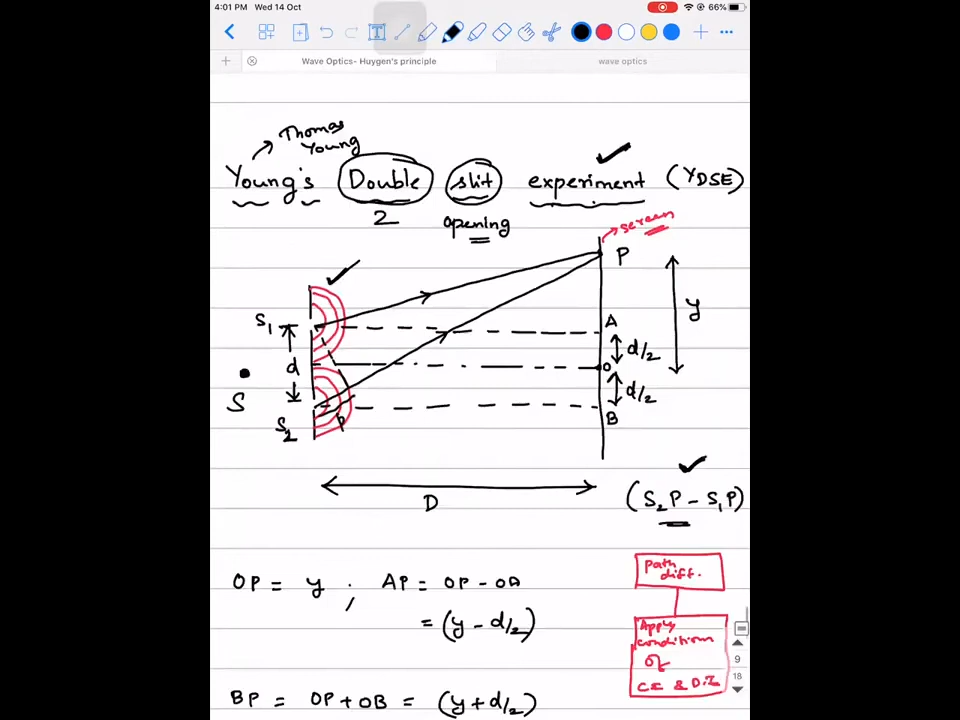 4:01 PM Wed 14 Oct
66%
Wave Optics- Huygen's principle
wave optics
Thomas
Young
Young's Double slit experiment (YDSE)
2
opening
screen
P
S1
A
y
d/2
d
O
d/2
S
S2
B
D
(S2P - S1P)
path
diff.
OP = y ; AP = OP - OA
= (y - d/2)
Apply
condition
of
C.I & D.I
9
18
BP = OP + OB = (y + d/2)